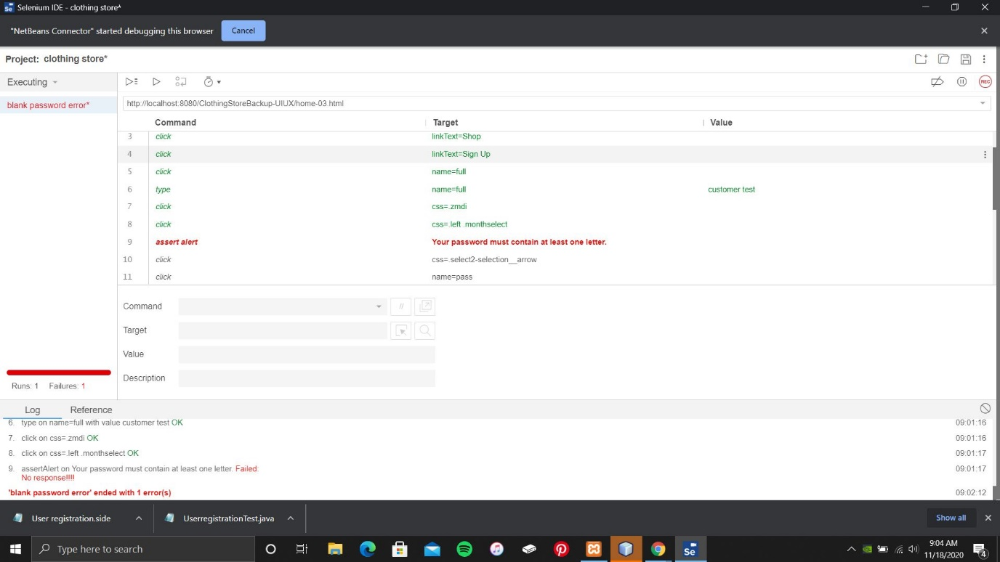 Selenium IDE - clothing store*
"NetBeans Connector" started debugging this browser Cancel
Project: clothing store*
Executing
REC
blank password error*
http://localhost:8080/ClothingStoreBackup-UIUX/home-03.html
Command Target Value
3 click linkText=Shop
4 click linkText=Sign Up
5 click name=full
6 type name=full customer test
7 click css=.zmdi
8 click css=.left .monthselect
9 assert alert Your password must contain at least one letter.
10 click css=.select2-selection__arrow
11 click name=pass
Command //
Target
Value
Description
Runs: 1 Failures: 1
Log Reference
6. type on name=full with value customer test OK 09:01:16
7. click on css=.zmdi OK 09:01:16
8. click on css=.left .monthselect OK 09:01:17
9. assertAlert on Your password must contain at least one letter. Failed: 09:01:17
No response!!!!
'blank password error' ended with 1 error(s) 09:02:12
User registration.side UserregistrationTest.java Show all
Type here to search
Se
9:04 AM
11/18/2020
4